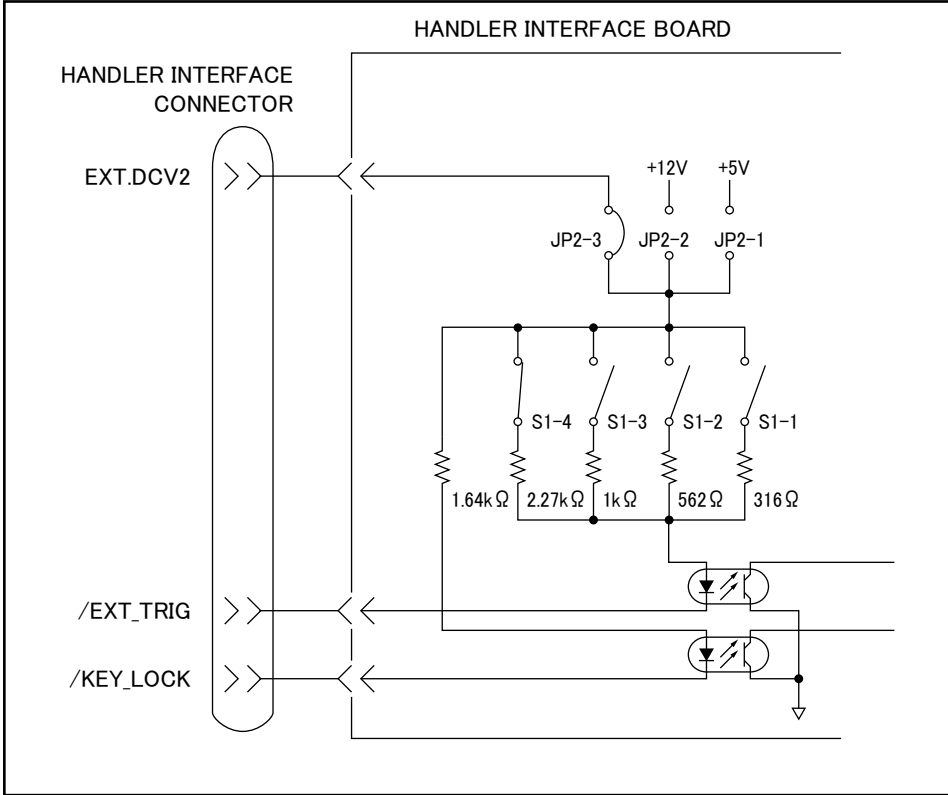 HANDLER INTERFACE BOARD
HANDLER INTERFACE
CONNECTOR
EXT.DCV2
+12V
+5V
JP2-3
JP2-2
JP2-1
S1-4
S1-3
S1-2
S1-1
1.64kΩ
2.27kΩ
1kΩ
562Ω
316Ω
/EXT_TRIG
/KEY_LOCK